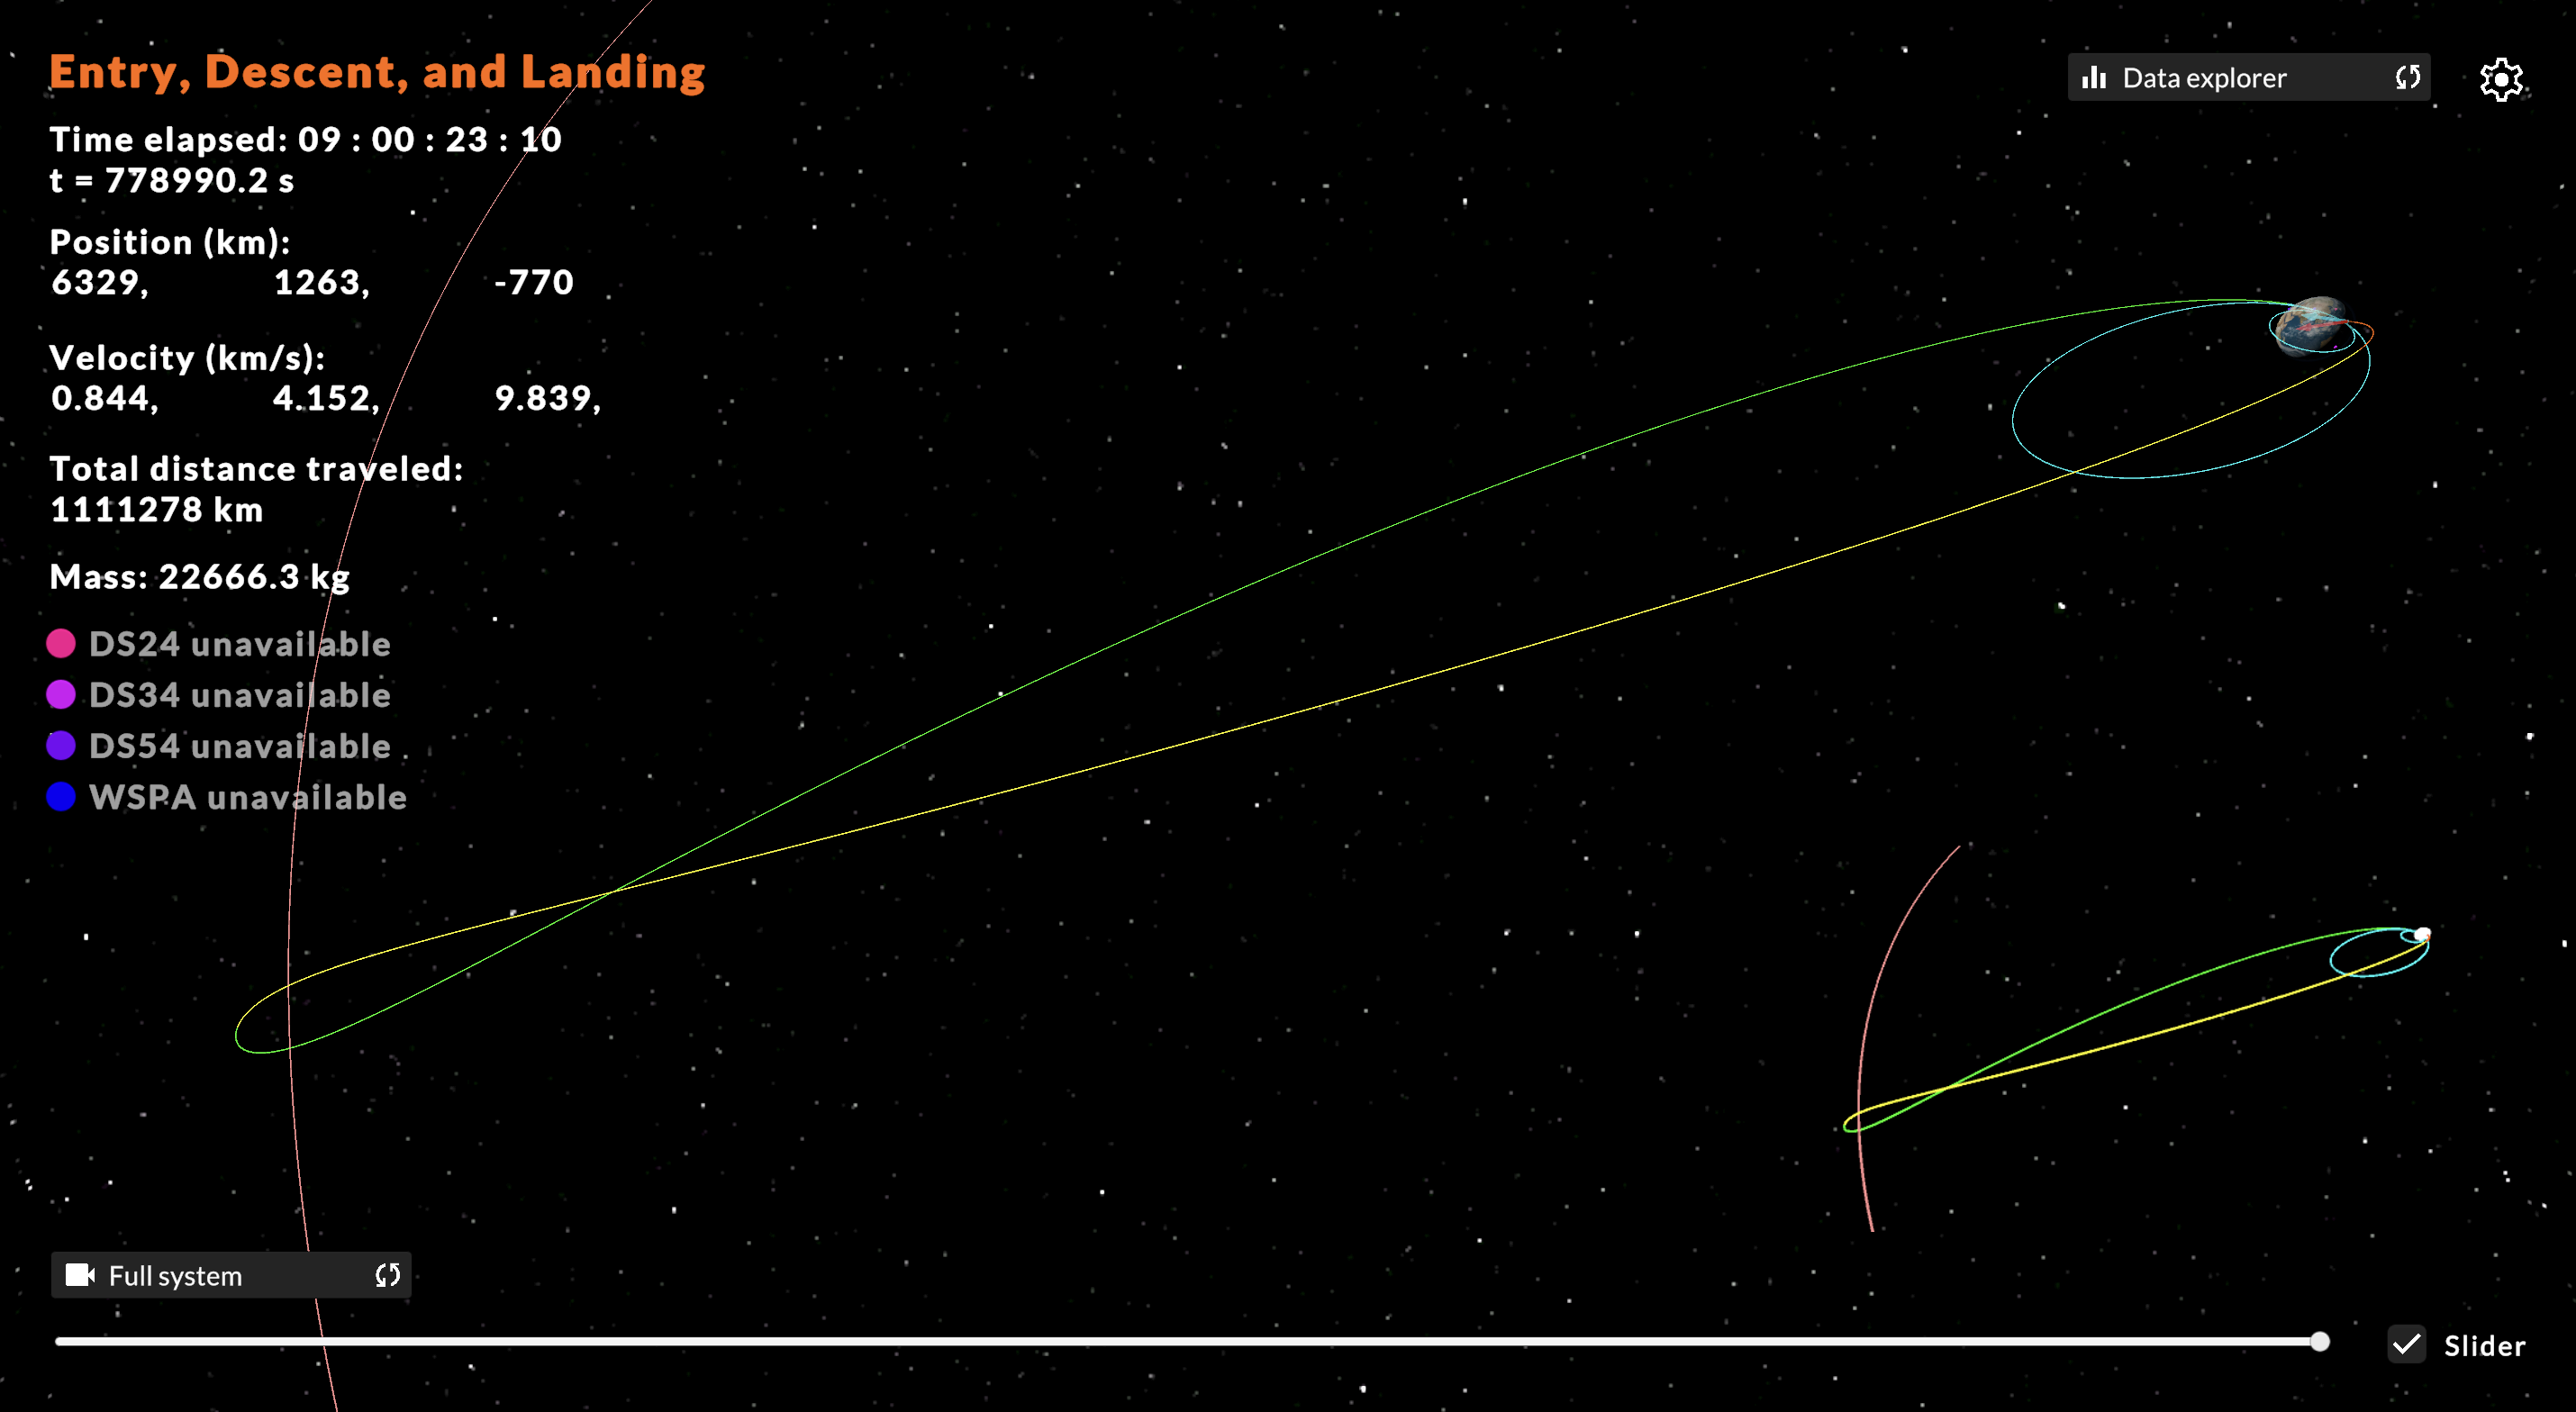 Entry, Descent, and Landing
Data explorer
Time elapsed: 09 : 00 : 23 : 10
t = 778990.2 s
Position (km):
6329, 1263, -770
Velocity (km/s):
0.844, 4.152, 9.839,
Total distance traveled:
1111278 km
Mass: 22666.3 kg
DS24 unavailable
DS34 unavailable
DS54 unavailable
WSPA unavailable
Full system
Slider